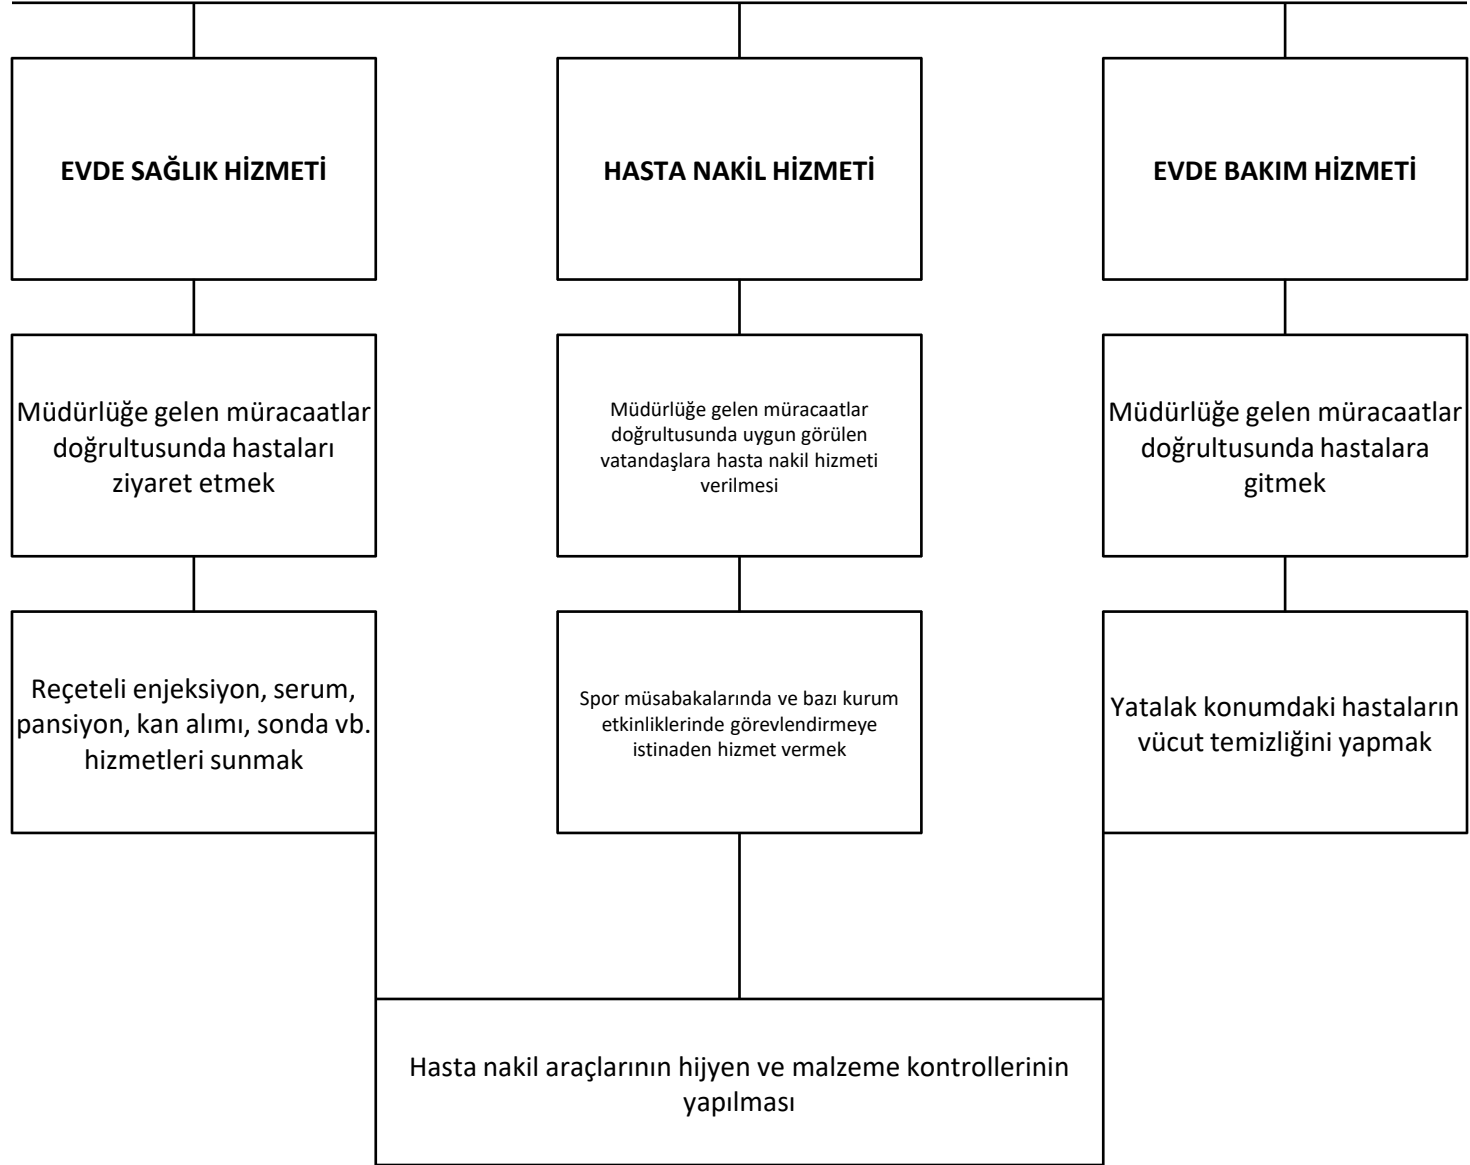 EVDE SAĞLIK HİZMETİ
HASTA NAKİL HİZMETİ
EVDE BAKIM HİZMETİ
Müdürlüğe gelen müracaatlar
doğrultusunda hastaları
ziyaret etmek
Müdürlüğe gelen müracaatlar
doğrultusunda uygun görülen
vatandaşlara hasta nakil hizmeti
verilmesi
Müdürlüğe gelen müracaatlar
doğrultusunda hastalara
gitmek
Reçeteli enjeksiyon, serum,
pansiyon, kan alımı, sonda vb.
hizmetleri sunmak
Spor müsabakalarında ve bazı kurum
etkinliklerinde görevlendirmeye
istinaden hizmet vermek
Yatalak konumdaki hastaların
vücut temizliğini yapmak
Hasta nakil araçlarının hijyen ve malzeme kontrollerinin
yapılması